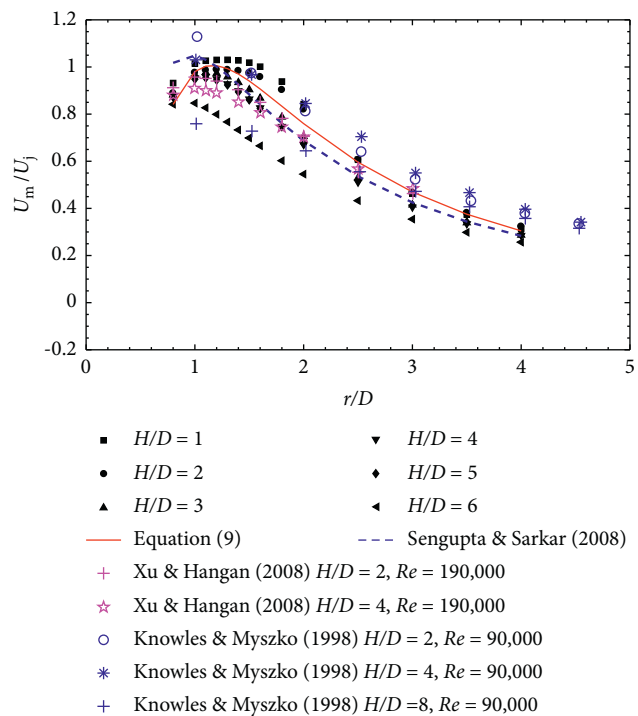 1.2
1
0.8
0.6
0.4
0.2
0
-0.2
0 1 2 3 4 5
U_m/U_j
r/D
H/D = 1 H/D = 4
H/D = 2 H/D = 5
H/D = 3 H/D = 6
Equation (9) Sengupta & Sarkar (2008)
Xu & Hangan (2008) H/D = 2, Re = 190,000
Xu & Hangan (2008) H/D = 4, Re = 190,000
Knowles & Myszko (1998) H/D = 2, Re = 90,000
Knowles & Myszko (1998) H/D = 4, Re = 90,000
Knowles & Myszko (1998) H/D =8, Re = 90,000